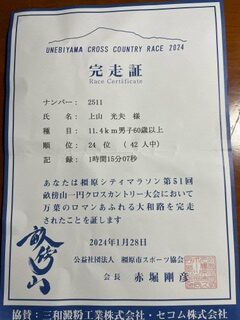 UNEBIYAMA CROSS COUNTRY RACE 2024
完走証
Race Certificate
ナンバー： 2511
氏 名： 上山 光夫 様
種 目： 11.4km男子60歳以上
順 位： 24 位 ( 42 人中)
記 録： 1時間15分07秒
あなたは橿原シティマラソン第51回
畝傍山一円クロスカントリー大会において
万葉のロマンあふれる大和路を完走
されたことを証します
畝傍山
2024年1月28日
公益社団法人 橿原市スポーツ協会
会 長 赤堀 剛彦
協賛：三和澱粉工業株式会社・セコム株式会社